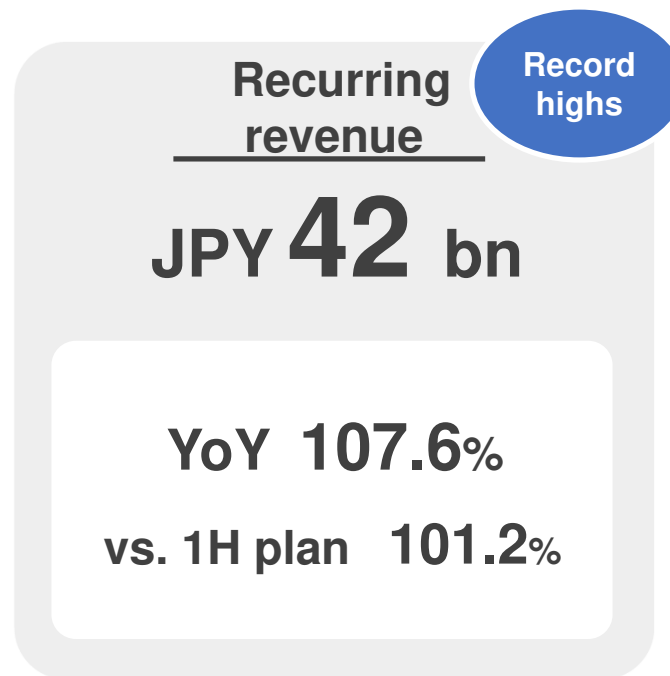 Recurring
revenue
Record
highs
JPY 42 bn
YoY 107.6%
vs. 1H plan 101.2%